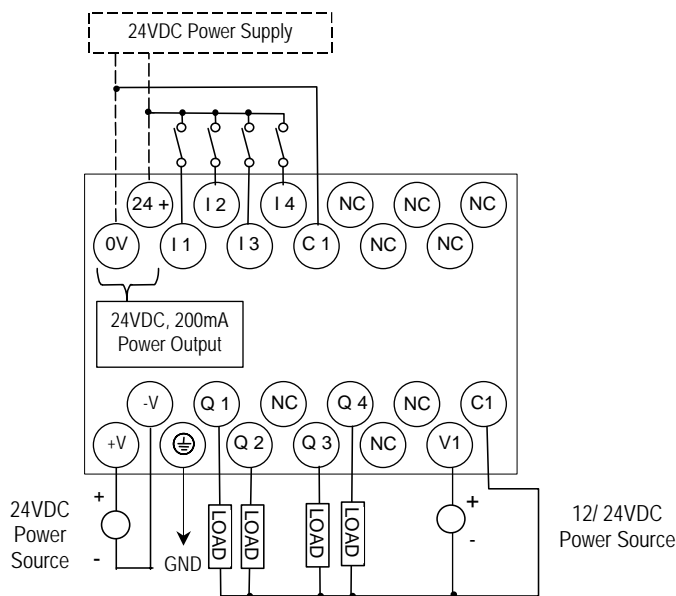 24VDC Power Supply
24 +
I 2
I 4
NC
NC
NC
0V
I 1
I 3
C 1
NC
NC
24VDC, 200mA
Power Output
-V
Q 1
NC
Q 4
NC
C1
+V
Q 2
Q 3
NC
V1
+
-
24VDC
Power
Source
GND
LOAD
LOAD
LOAD
LOAD
+
-
12/ 24VDC
Power Source